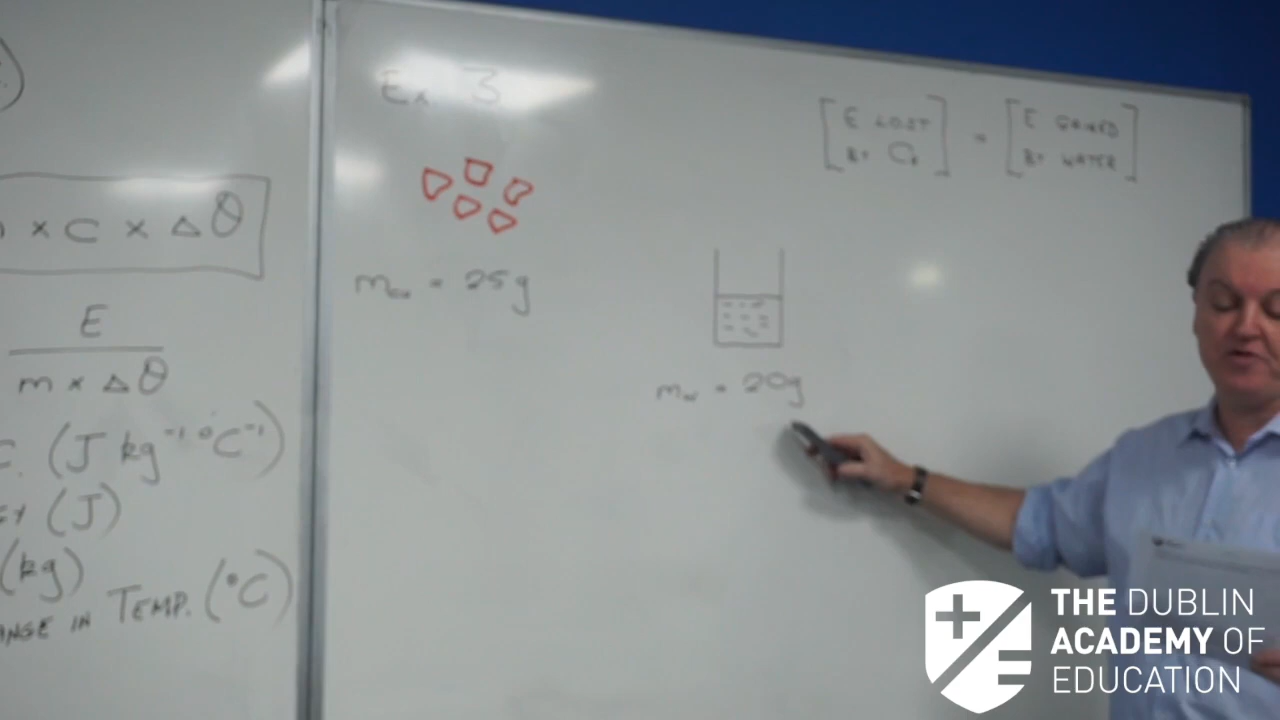 × C × Δθ
E
m × Δθ
C. (J kg⁻¹ °C⁻¹)
(J)
(kg)
ANGE IN TEMP. (°C)
Ex 3
m = 25g
[E LOST BY Cu] = [E GAINED BY WATER]
m_w = 20g
THE DUBLIN
ACADEMY OF
EDUCATION